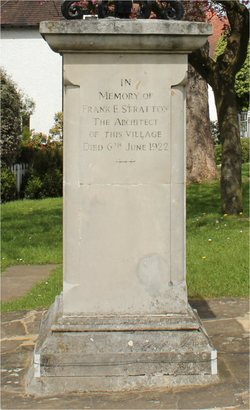 IN
MEMORY OF
FRANK E. STRATTON
THE ARCHITECT
OF THIS VILLAGE
DIED 6TH JUNE 1922